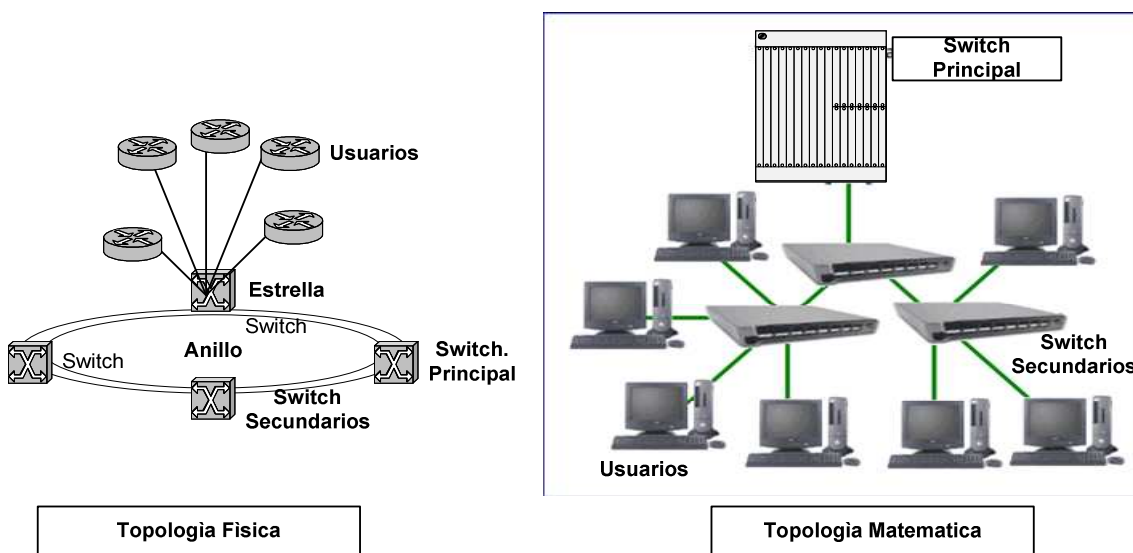 Usuarios
Estrella
Switch
Anillo
Switch
Switch.
Principal
Switch
Secundarios
Topologìa Fìsica
Switch
Principal
Switch
Secundarios
Usuarios
Topologìa Matematica